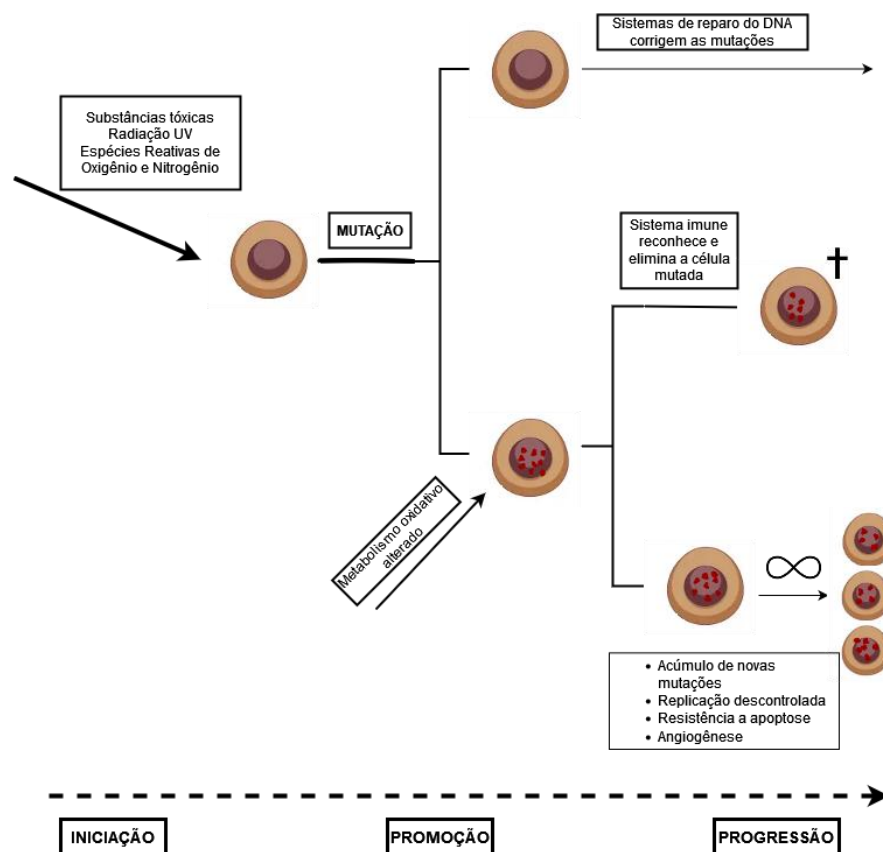 Sistemas de reparo do DNA
corrigem as mutações
Substâncias tóxicas
Radiação UV
Espécies Reativas de
Oxigênio e Nitrogênio
MUTAÇÃO
Sistema imune
reconhece e
elimina a célula
mutada
Metabolismo oxidativo
alterado
• Acúmulo de novas
mutações
• Replicação descontrolada
• Resistência a apoptose
• Angiogênese
INICIAÇÃO
PROMOÇÃO
PROGRESSÃO